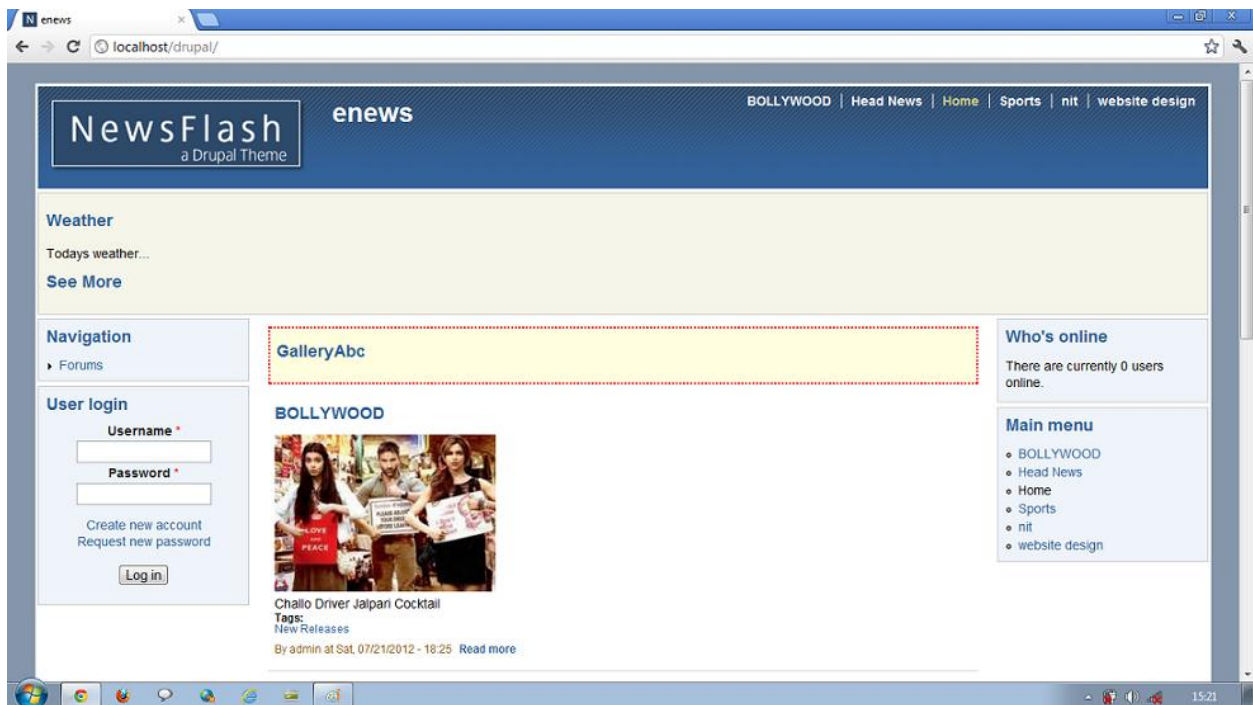 enews
localhost/drupal/
NewsFlash
a Drupal Theme
enews
BOLLYWOOD | Head News | Home | Sports | nit | website design
Weather
Todays weather...
See More
Navigation
Forums
User login
Username *
Password *
Create new account
Request new password
Log in
GalleryAbc
BOLLYWOOD
LOVE
AND
PEACE
Challo Driver Jalpari Cocktail
Tags:
New Releases
By admin at Sat, 07/21/2012 - 18:25 Read more
Who's online
There are currently 0 users
online.
Main menu
BOLLYWOOD
Head News
Home
Sports
nit
website design
15:21